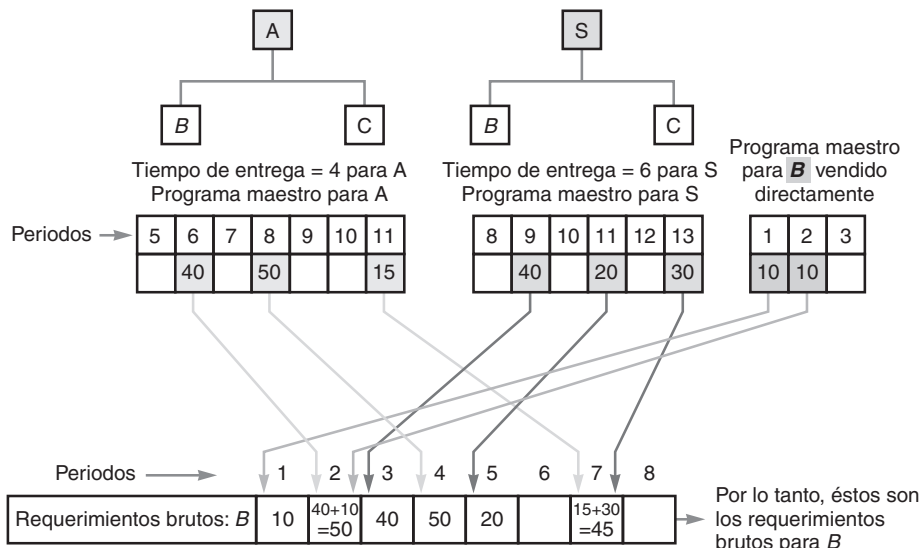 A
S
B
C
B
C
Tiempo de entrega = 4 para A
Programa maestro para A
Tiempo de entrega = 6 para S
Programa maestro para S
Programa maestro
para B vendido
directamente
Periodos
5 6 7 8 9 10 11
40 50 15
8 9 10 11 12 13
40 20 30
1 2 3
10 10
Periodos
1 2 3 4 5 6 7 8
Requerimientos brutos: B
10
40+10
=50
40
50
20
15+30
=45
Por lo tanto, éstos son
los requerimientos
brutos para B